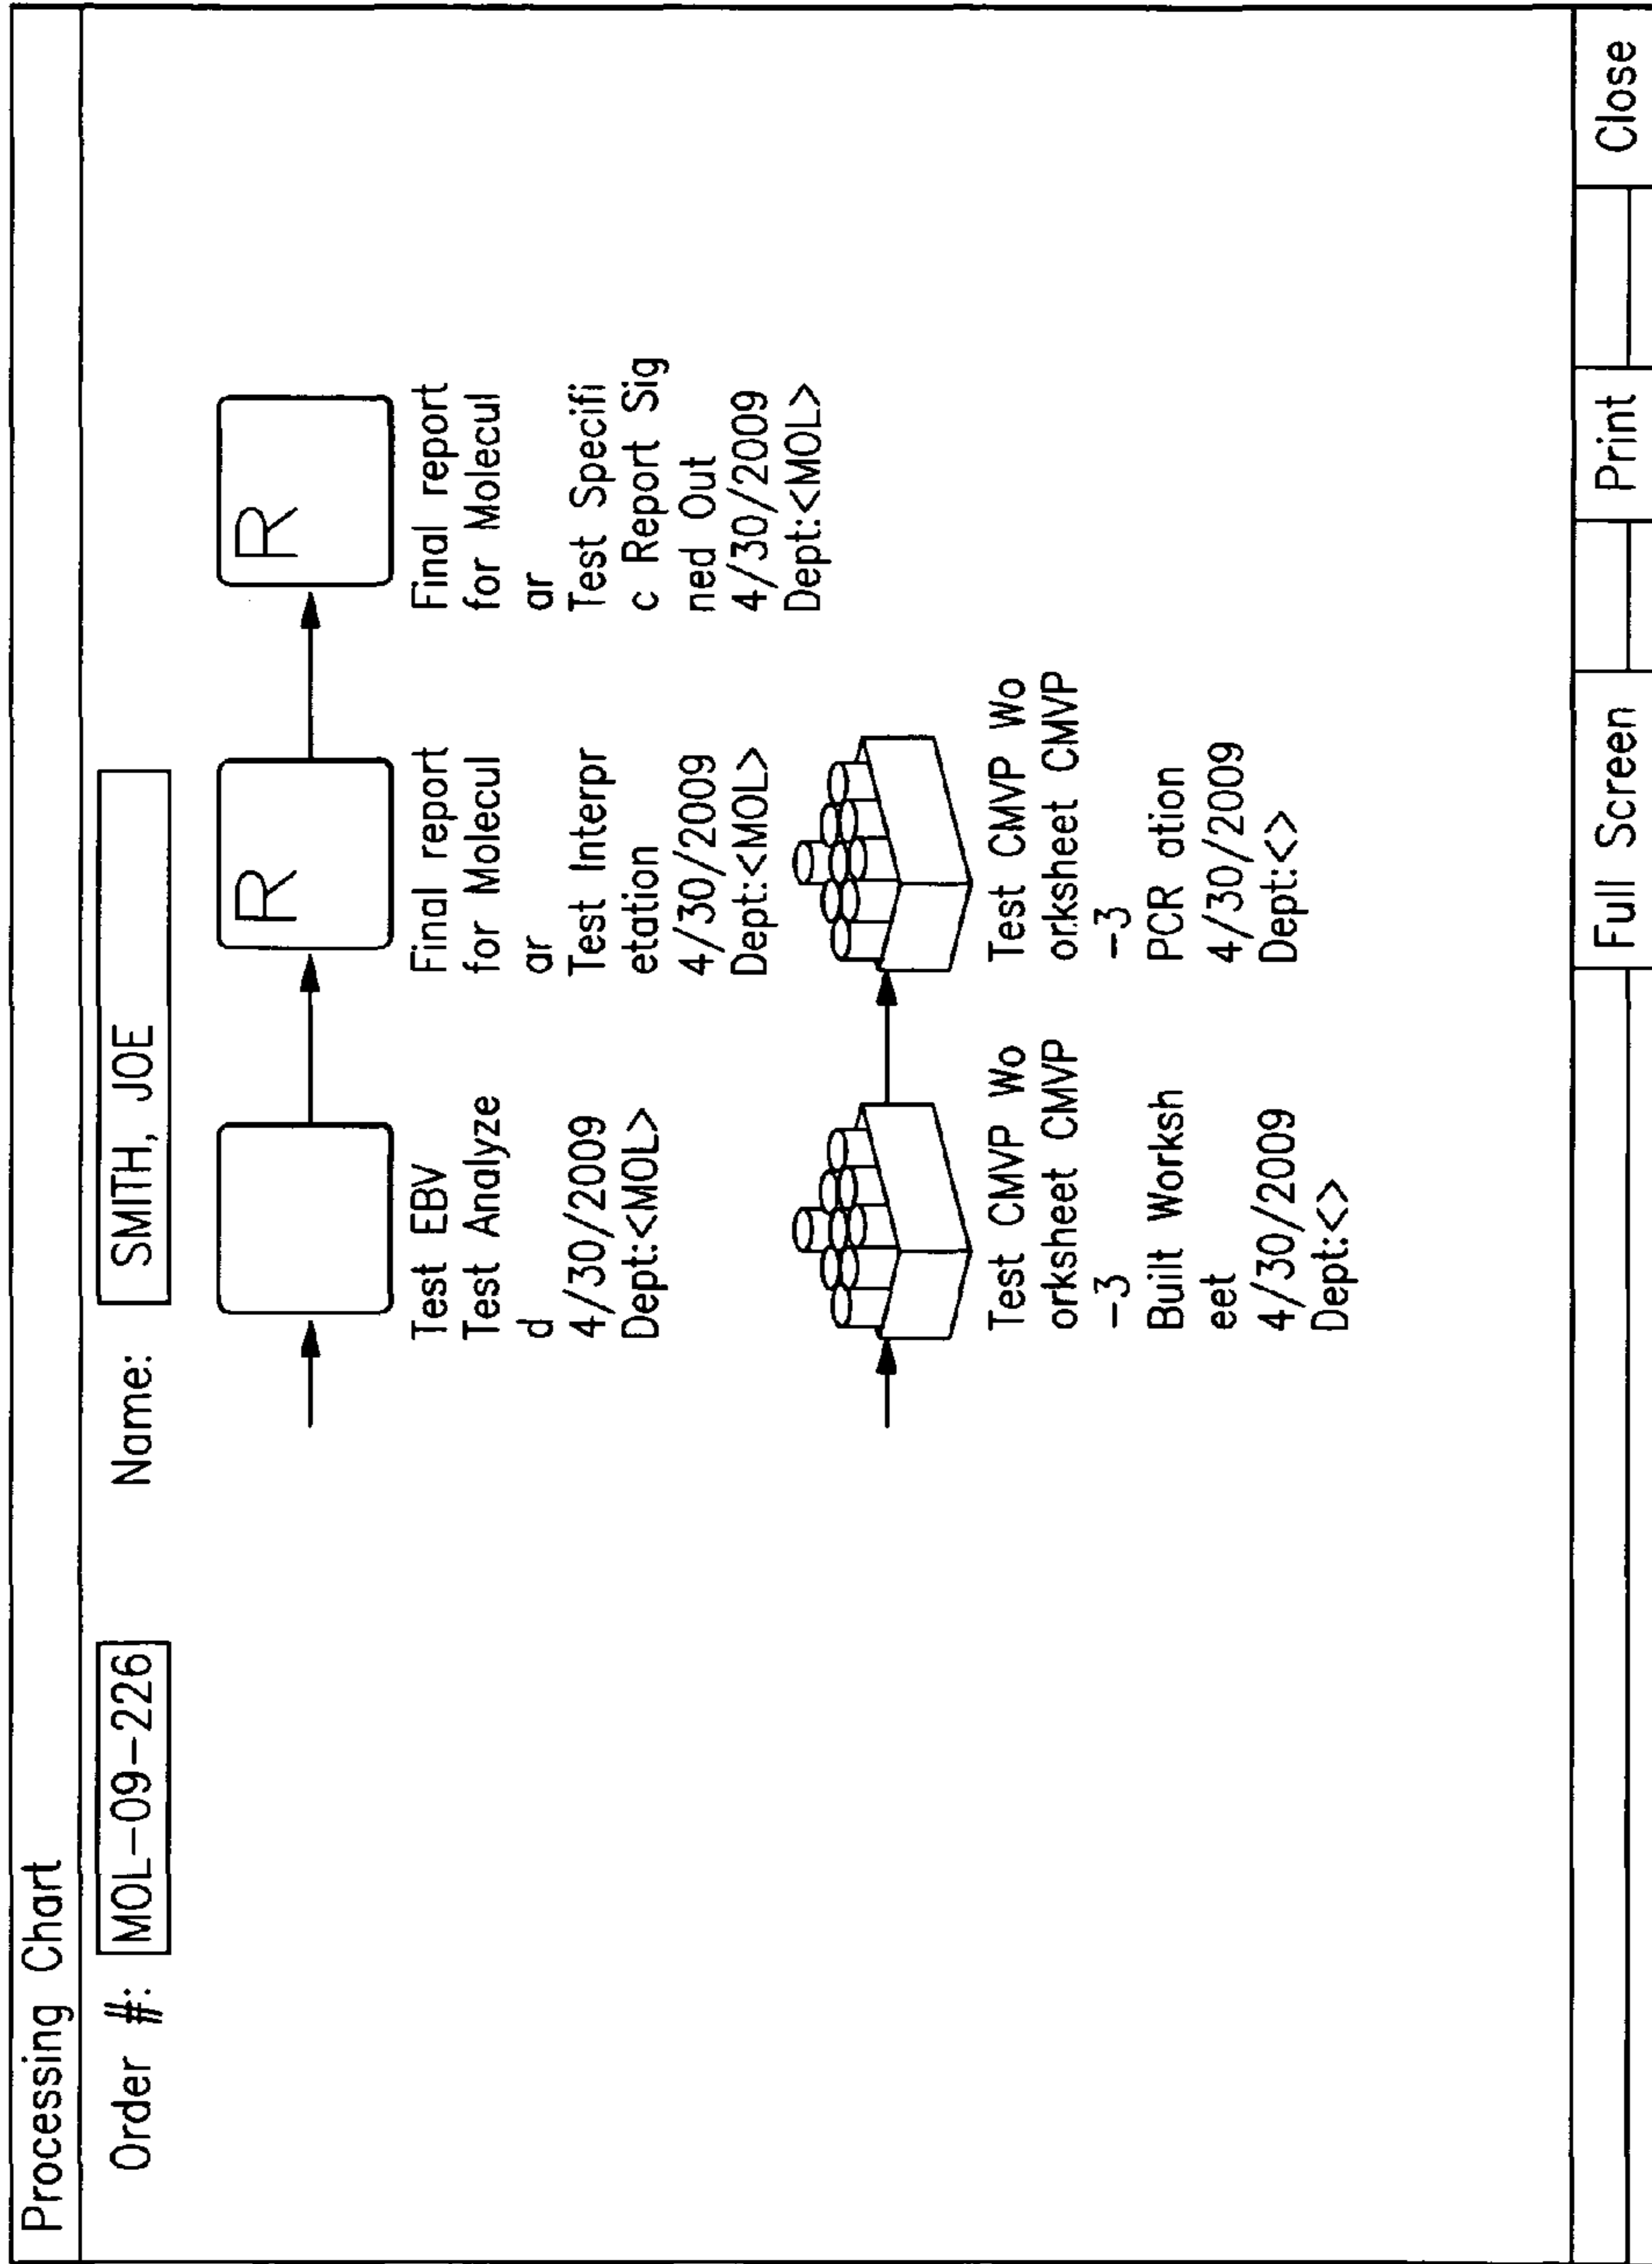 Processing Chart
Order #: MOL-09-226 Name: SMITH, JOE
R
R
Test EBV
Test Analyze
d
4/30/2009
Dept:<MOL>
Final report
for Molecul
ar
Test Interpr
etation
4/30/2009
Dept:<MOL>
Final report
for Molecul
ar
Test Specifi
c Report Sig
ned Out
4/30/2009
Dept:<MOL>
Test CMVP Wo
orksheet CMVP
-3
Built Worksh
eet
4/30/2009
Dept:<>
Test CMVP Wo
orksheet CMVP
-3
PCR ation
4/30/2009
Dept:<>
Full Screen
Print
Close